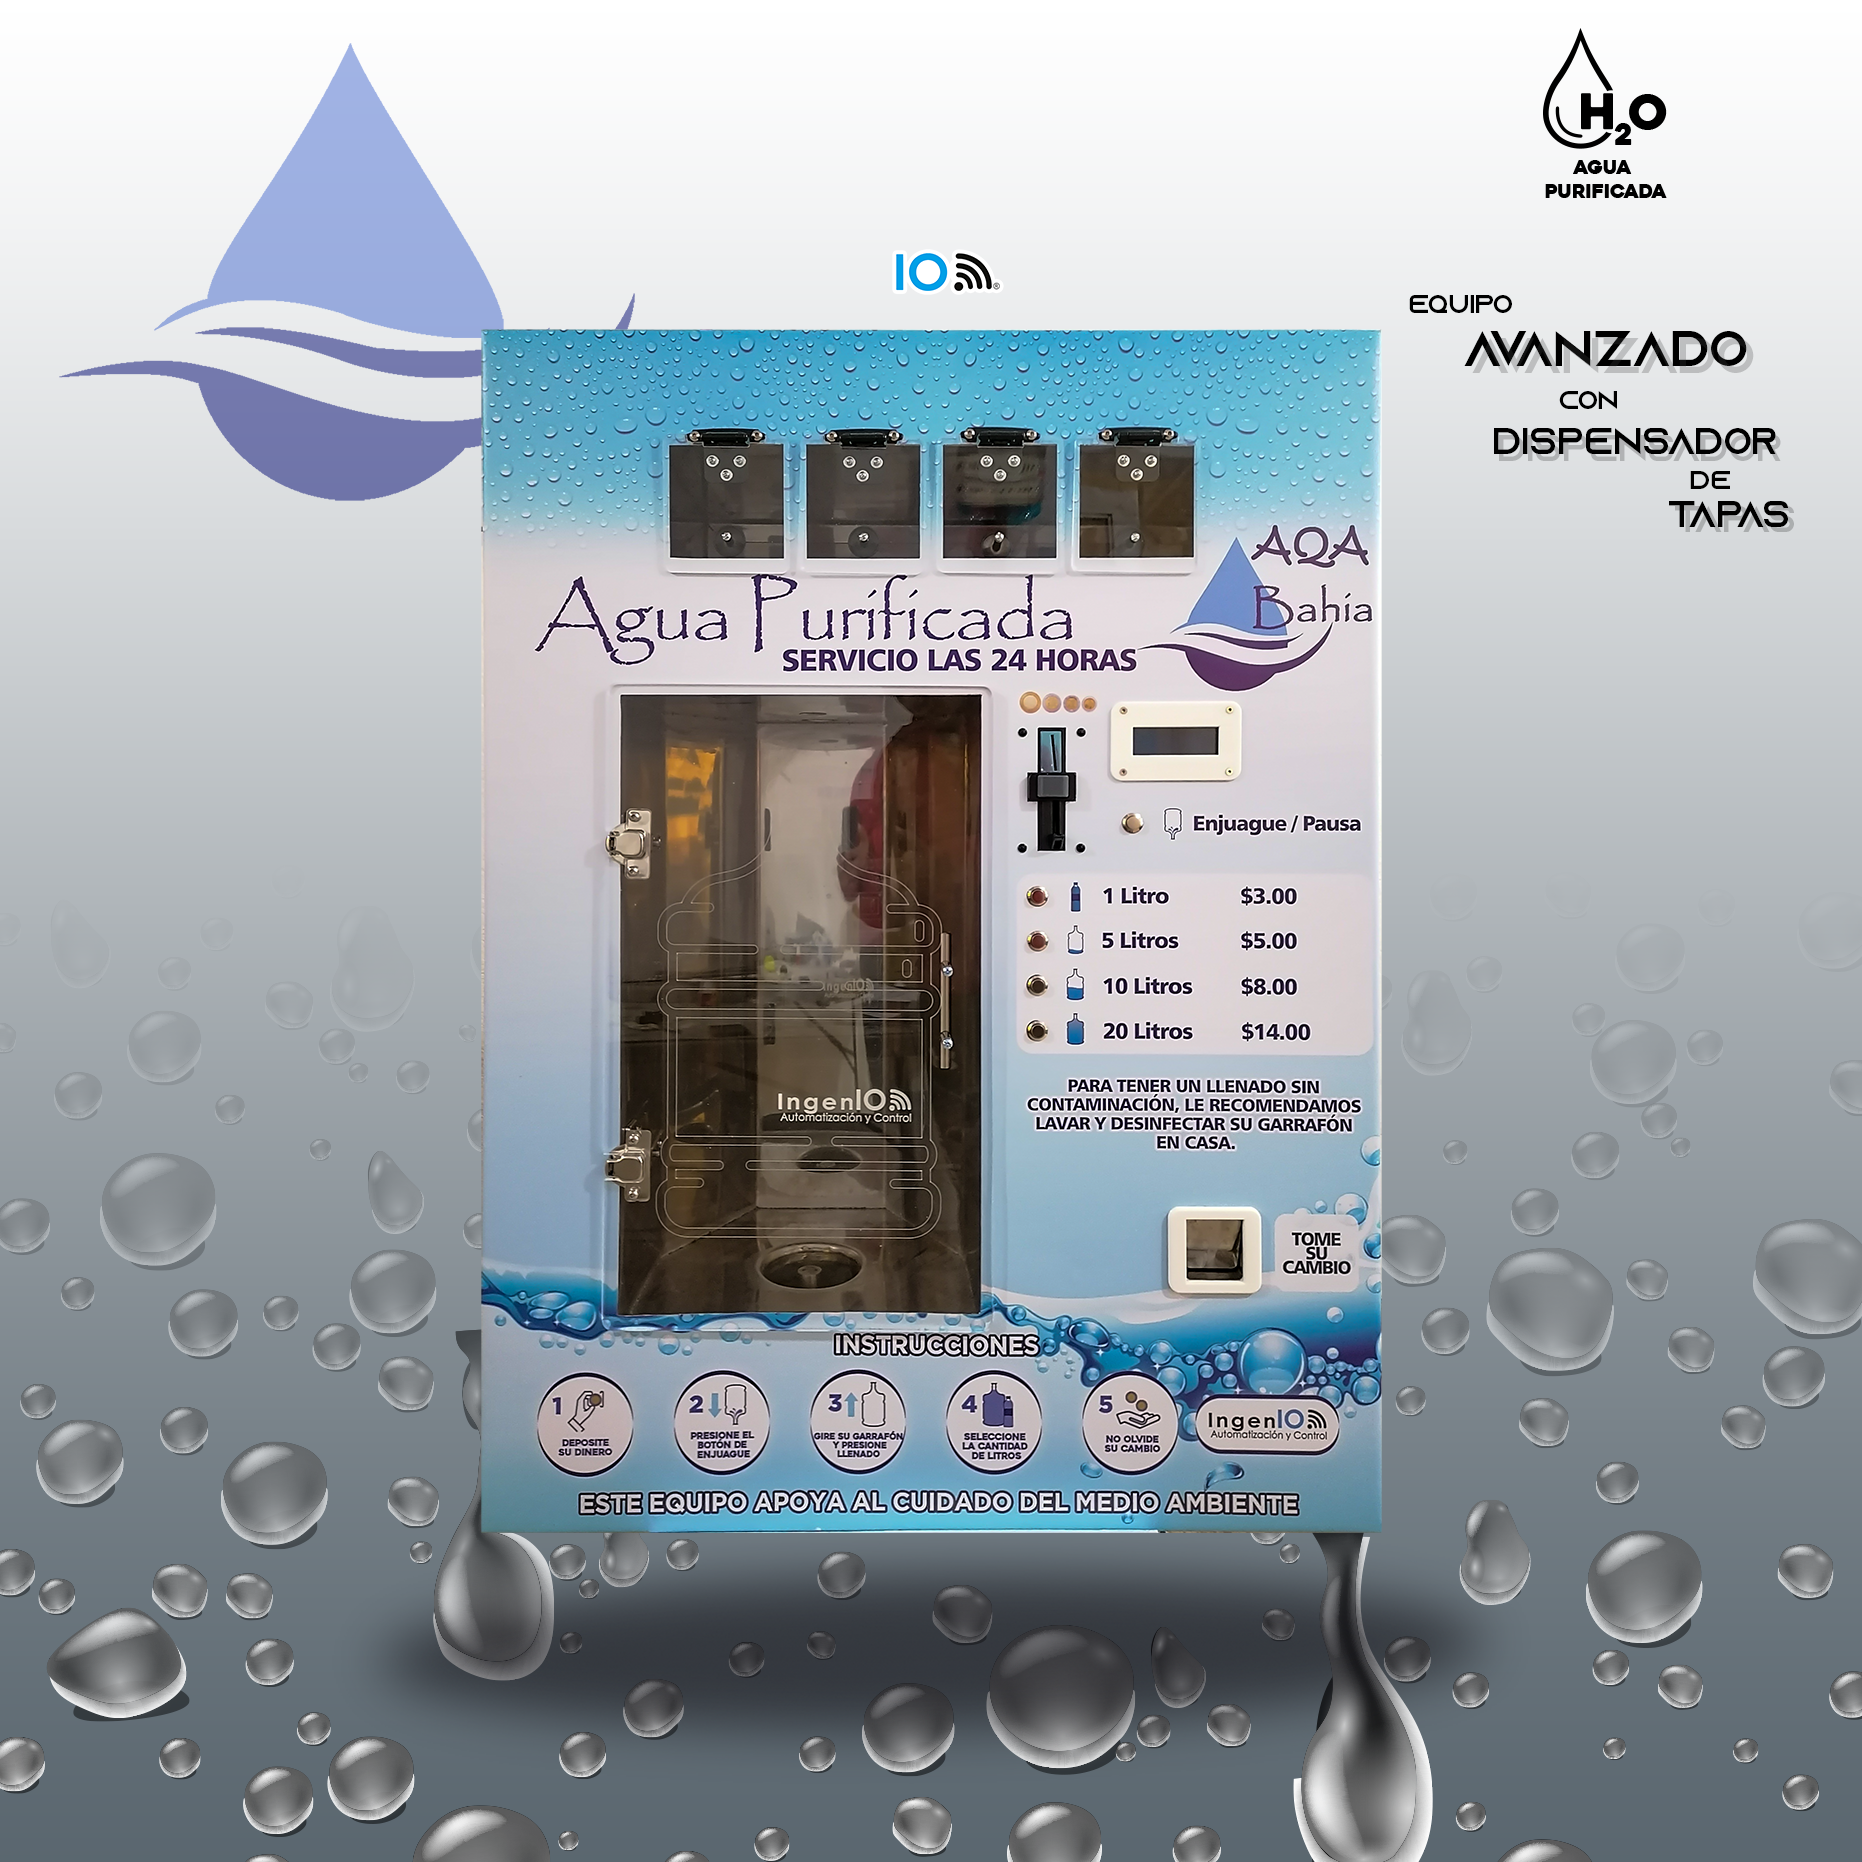 H2O
AGUA
PURIFICADA
IO
EQUIPO
AVANZADO
CON
DISPENSADOR
DE
TAPAS
AQA
Bahia
Agua Purificada
SERVICIO LAS 24 HORAS
Enjuague / Pausa
1 Litro $3.00
5 Litros $5.00
10 Litros $8.00
20 Litros $14.00
PARA TENER UN LLENADO SIN
CONTAMINACIÓN, LE RECOMENDAMOS
LAVAR Y DESINFECTAR SU GARRAFÓN
EN CASA.
IngenIO
Automatización y Control
TOME
SU
CAMBIO
INSTRUCCIONES
1
DEPOSITE
SU DINERO
2
PRESIONE EL
BOTÓN DE
ENJUAGUE
3
GIRE SU GARRAFÓN
Y PRESIONE
LLENADO
4
SELECCIONE
LA CANTIDAD
DE LITROS
5
NO OLVIDE
SU CAMBIO
IngenIO
Automatización y Control
ESTE EQUIPO APOYA AL CUIDADO DEL MEDIO AMBIENTE